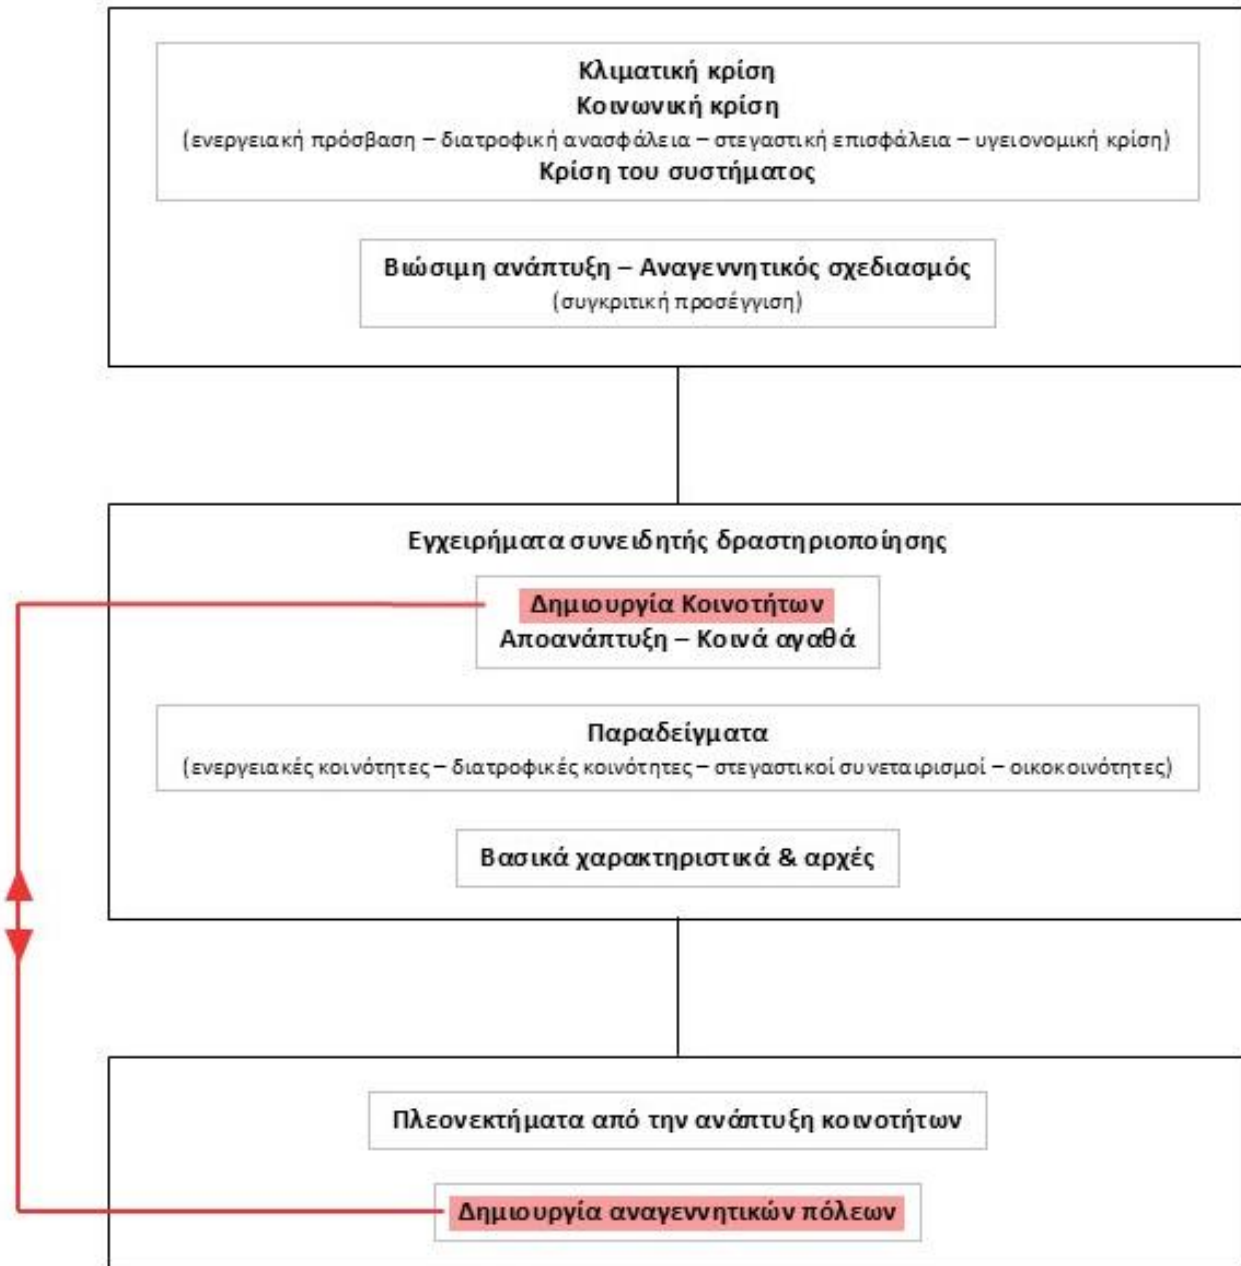 Κλιματική κρίση
Κοινωνική κρίση
(ενεργειακή πρόσβαση – διατροφική ανασφάλεια – στεγαστική επισφάλεια – υγειονομική κρίση)
Κρίση του συστήματος
Βιώσιμη ανάπτυξη – Αναγεννητικός σχεδιασμός
(συγκριτική προσέγγιση)
Εγχειρήματα συνειδητής δραστηριοποίησης
Δημιουργία Κοινοτήτων
Αποανάπτυξη – Κοινά αγαθά
Παραδείγματα
(ενεργειακές κοινότητες – διατροφικές κοινότητες – στεγαστικοί συνεταιρισμοί – οικοκοινότητες)
Βασικά χαρακτηριστικά & αρχές
Πλεονεκτήματα από την ανάπτυξη κοινοτήτων
Δημιουργία αναγεννητικών πόλεων